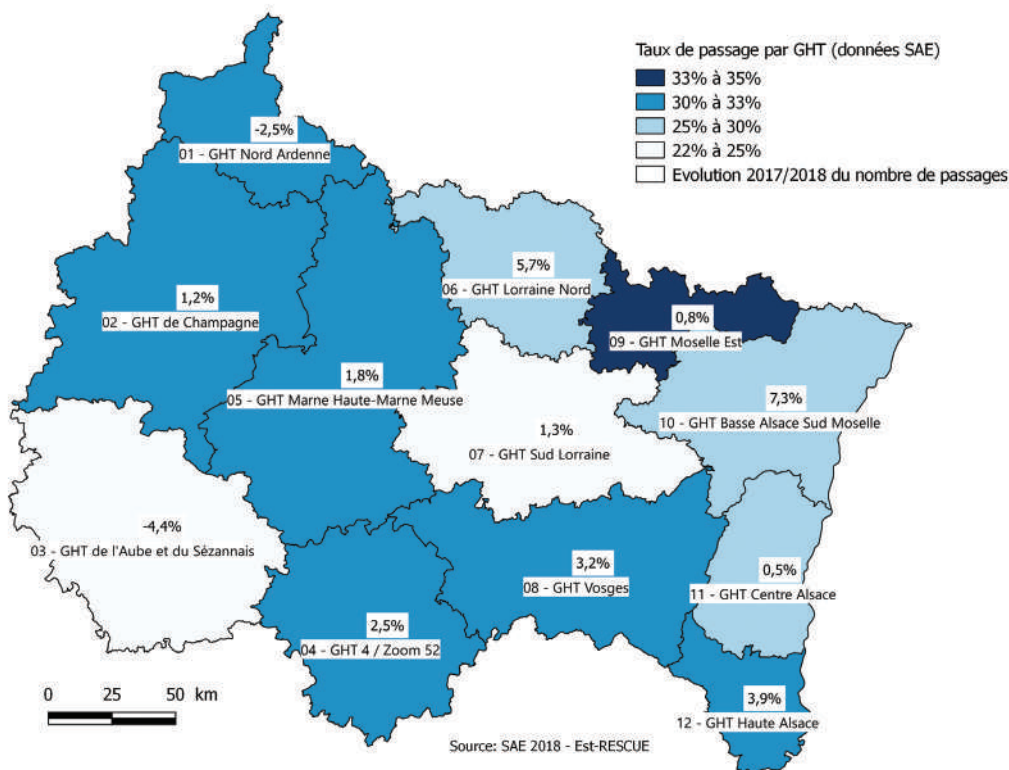 Taux de passage par GHT (données SAE)
33% à 35%
30% à 33%
25% à 30%
22% à 25%
Evolution 2017/2018 du nombre de passages
-2,5%
01 - GHT Nord Ardenne
1,2%
02 - GHT de Champagne
-4,4%
03 - GHT de l'Aube et du Sézannais
2,5%
04 - GHT 4 / Zoom 52
1,8%
05 - GHT Marne Haute-Marne Meuse
5,7%
06 - GHT Lorraine Nord
1,3%
07 - GHT Sud Lorraine
3,2%
08 - GHT Vosges
0,8%
09 - GHT Moselle Est
7,3%
10 - GHT Basse Alsace Sud Moselle
0,5%
11 - GHT Centre Alsace
3,9%
12 - GHT Haute Alsace
0 25 50 km
Source: SAE 2018 - Est-RESCUE